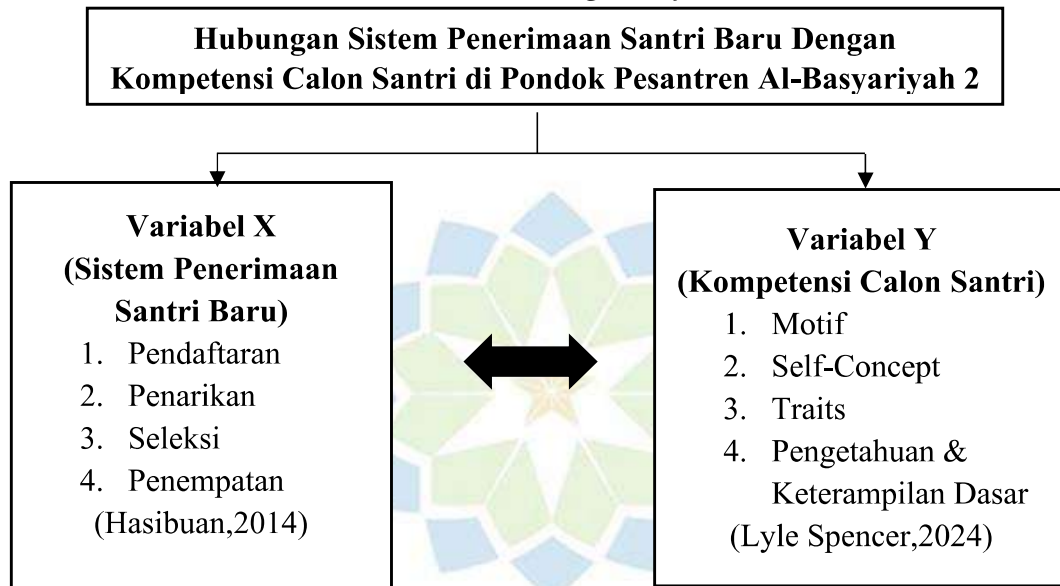 Hubungan Sistem Penerimaan Santri Baru Dengan
Kompetensi Calon Santri di Pondok Pesantren Al-Basyariyah 2
Variabel X
(Sistem Penerimaan
Santri Baru)
1. Pendaftaran
2. Penarikan
3. Seleksi
4. Penempatan
(Hasibuan,2014)
Variabel Y
(Kompetensi Calon Santri)
1. Motif
2. Self-Concept
3. Traits
4. Pengetahuan &
Keterampilan Dasar
(Lyle Spencer,2024)